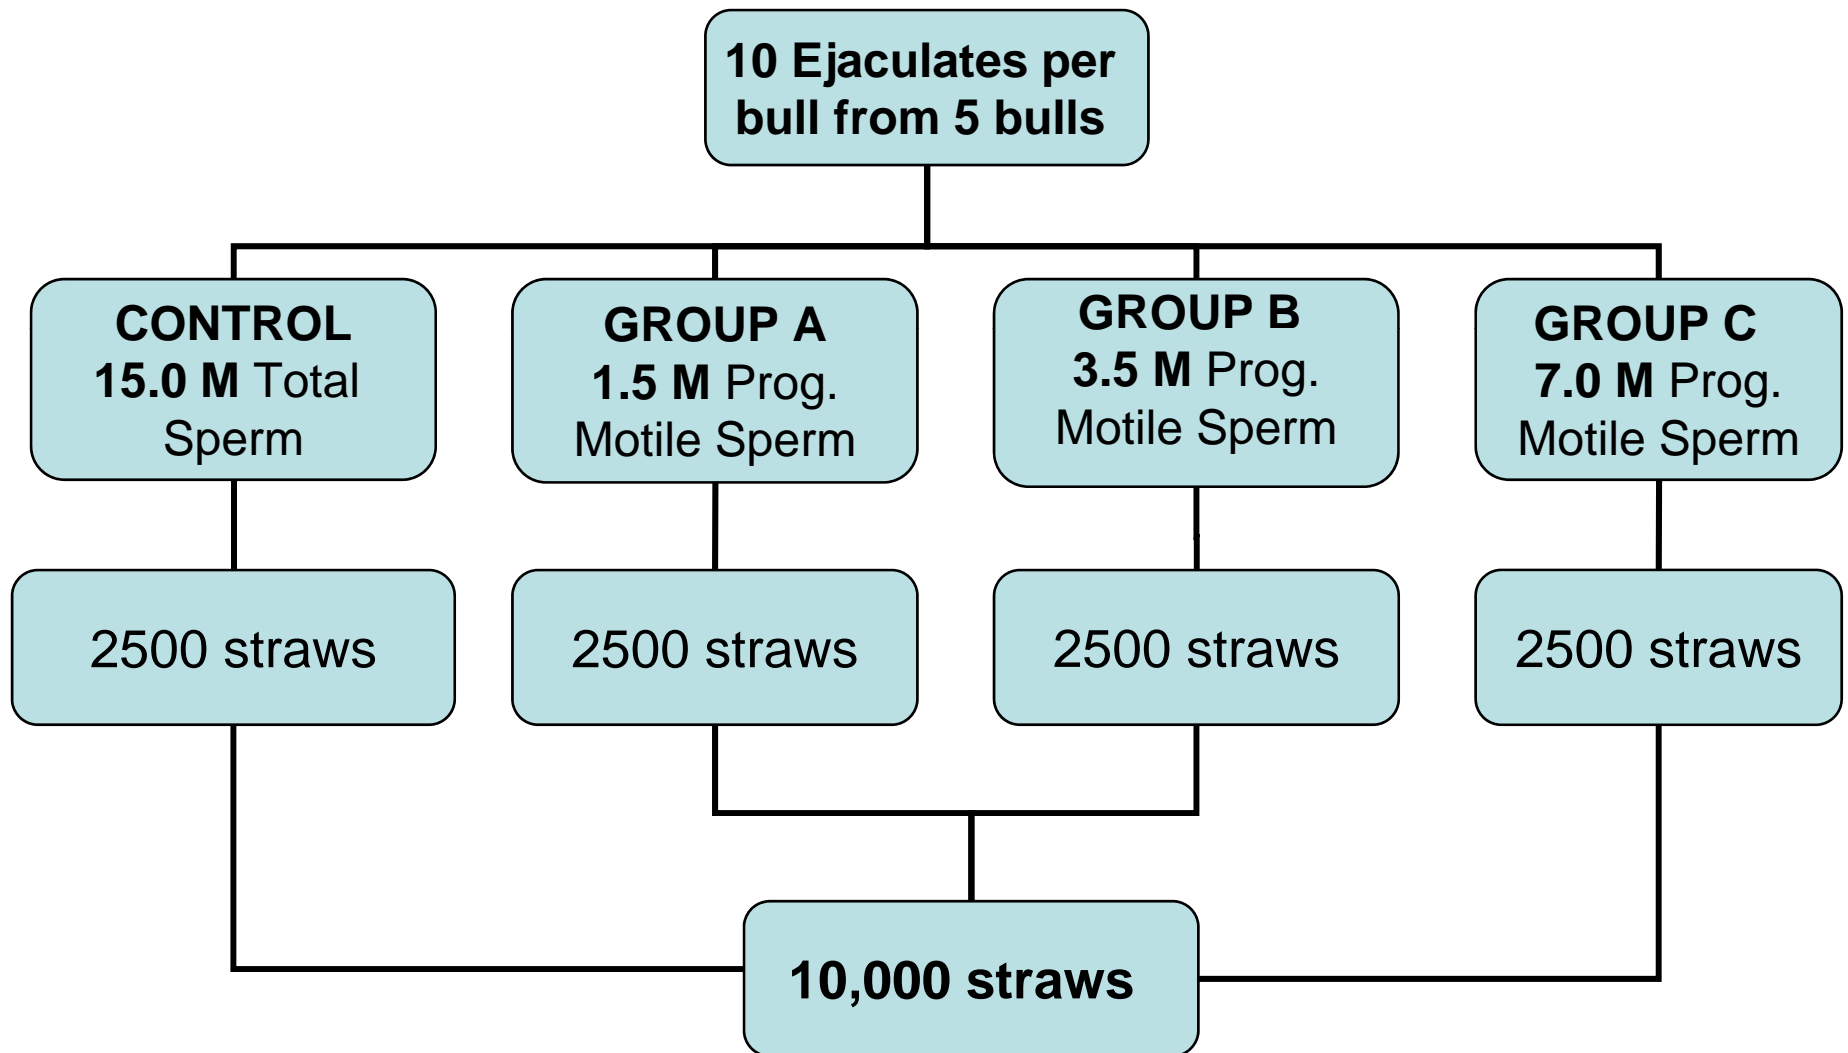 10 Ejaculates per
bull from 5 bulls
CONTROL
15.0 M Total
Sperm
GROUP A
1.5 M Prog.
Motile Sperm
GROUP B
3.5 M Prog.
Motile Sperm
GROUP C
7.0 M Prog.
Motile Sperm
2500 straws
2500 straws
2500 straws
2500 straws
10,000 straws